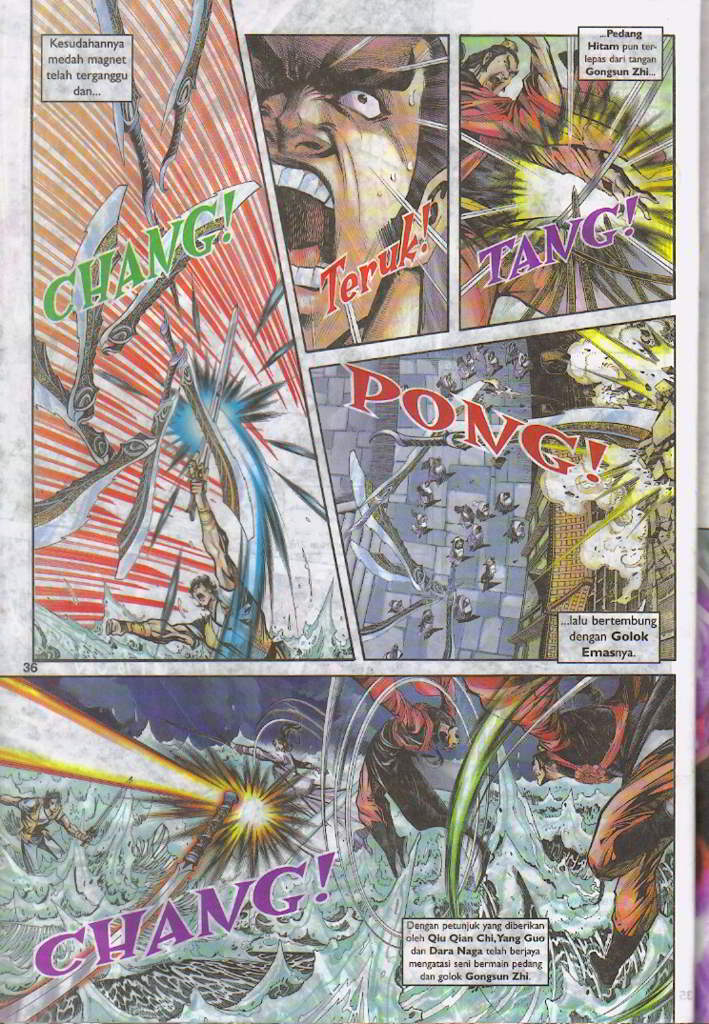 Kesudahannya
medah magnet
telah terganggu
dan...
CHANG!
Teruk!
...Pedang
Hitam pun ter-
lepas dari tangan
Gongsun Zhi...
TANG!
PONG!
...lalu bertembung
dengan Golok
Emasnya.
36
CHANG!
Dengan petunjuk yang diberikan
oleh Qiu Qian Chi, Yang Guo
dan Dara Naga telah berjaya
mengatasi seni bermain pedang
dan golok Gongsun Zhi.
35